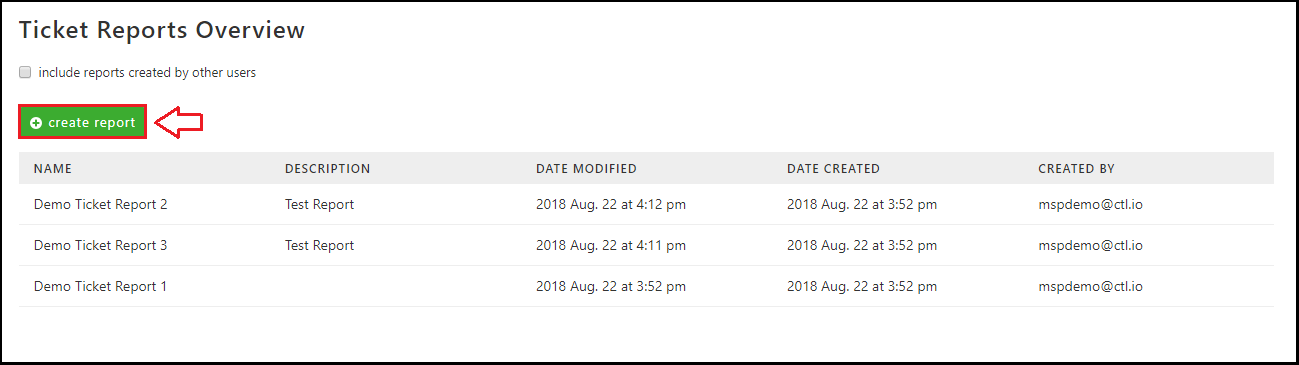 Ticket Reports Overview
include reports created by other users
create report
NAME DESCRIPTION DATE MODIFIED DATE CREATED CREATED BY
Demo Ticket Report 2 Test Report 2018 Aug. 22 at 4:12 pm 2018 Aug. 22 at 3:52 pm mspdemo@ctl.io
Demo Ticket Report 3 Test Report 2018 Aug. 22 at 4:11 pm 2018 Aug. 22 at 3:52 pm mspdemo@ctl.io
Demo Ticket Report 1 2018 Aug. 22 at 3:52 pm 2018 Aug. 22 at 3:52 pm mspdemo@ctl.io